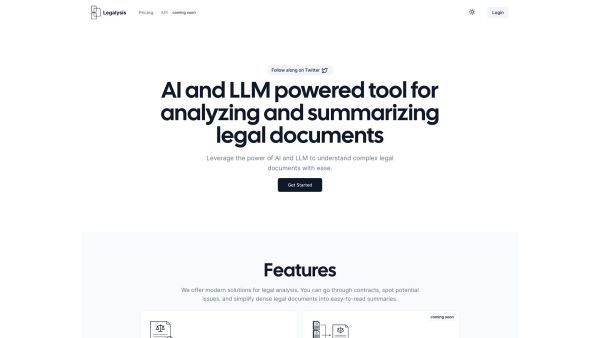 Legalysis
Pricing
API
coming soon
Login
Follow along on Twitter
AI and LLM powered tool for
analyzing and summarizing
legal documents
Leverage the power of AI and LLM to understand complex legal
documents with ease.
Get Started
Features
We offer modern solutions for legal analysis. You can go through contracts, spot potential
issues, and simplify dense legal documents into easy-to-read summaries.
coming soon